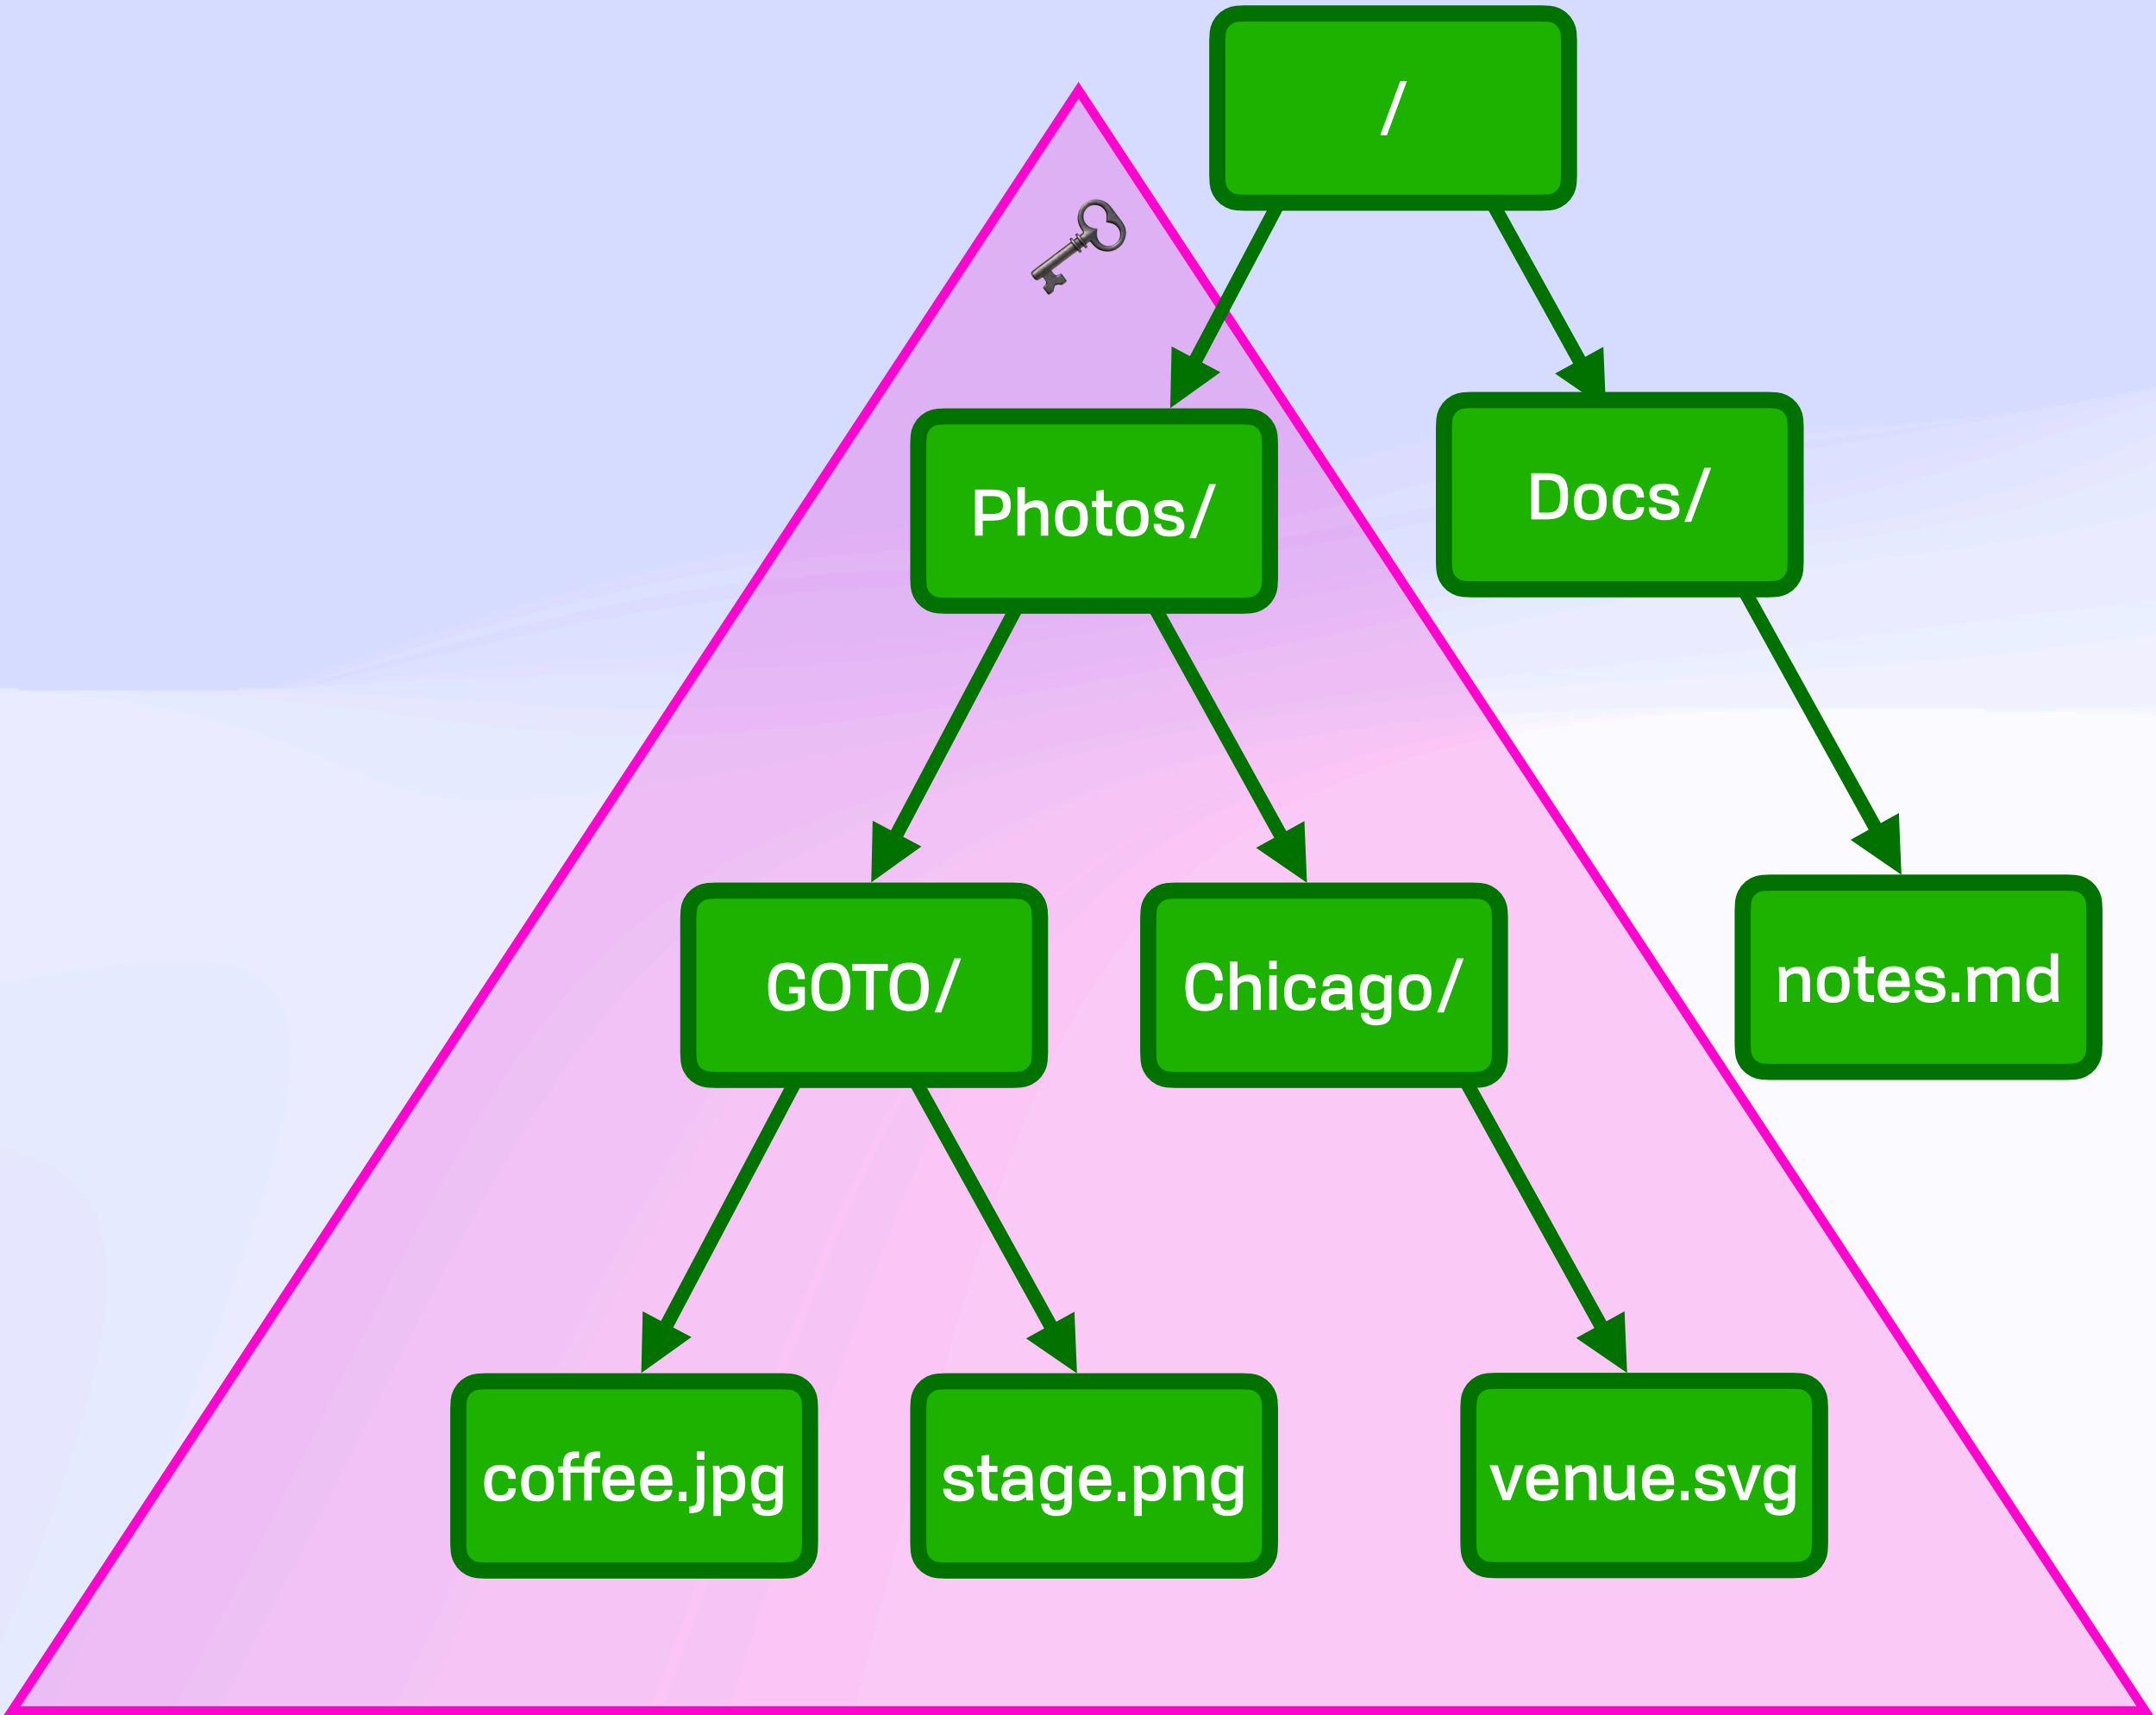 /
Photos/
Docs/
GOTO/
Chicago/
notes.md
coffee.jpg
stage.png
venue.svg